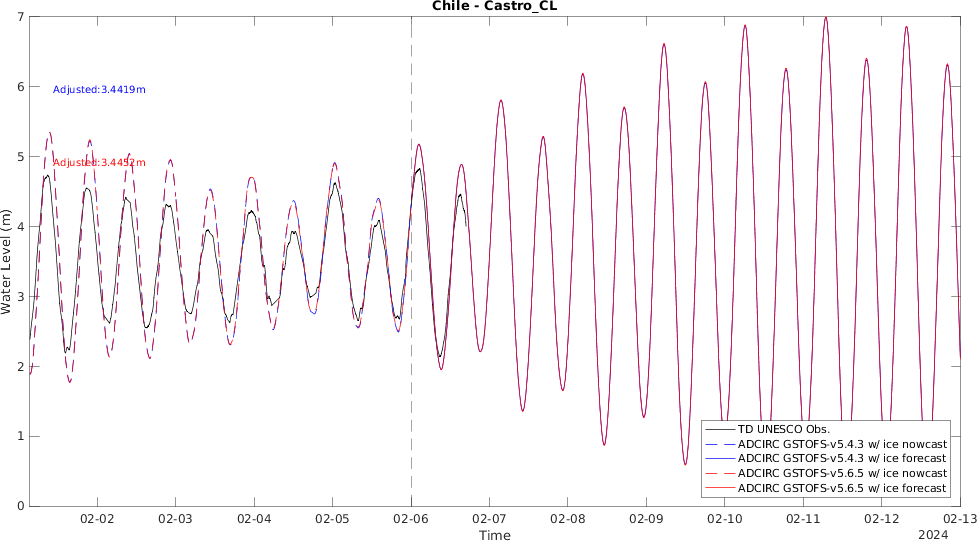 Chile - Castro_CL
7
6
5
4
3
2
1
0
Water Level (m)
Adjusted:3.4419m
Adjusted:3.4452m
TD UNESCO Obs.
ADCIRC GSTOFS-v5.4.3 w/ ice nowcast
ADCIRC GSTOFS-v5.4.3 w/ ice forecast
ADCIRC GSTOFS-v5.6.5 w/ ice nowcast
ADCIRC GSTOFS-v5.6.5 w/ ice forecast
02-02 02-03 02-04 02-05 02-06 02-07 02-08 02-09 02-10 02-11 02-12 02-13
Time
2024